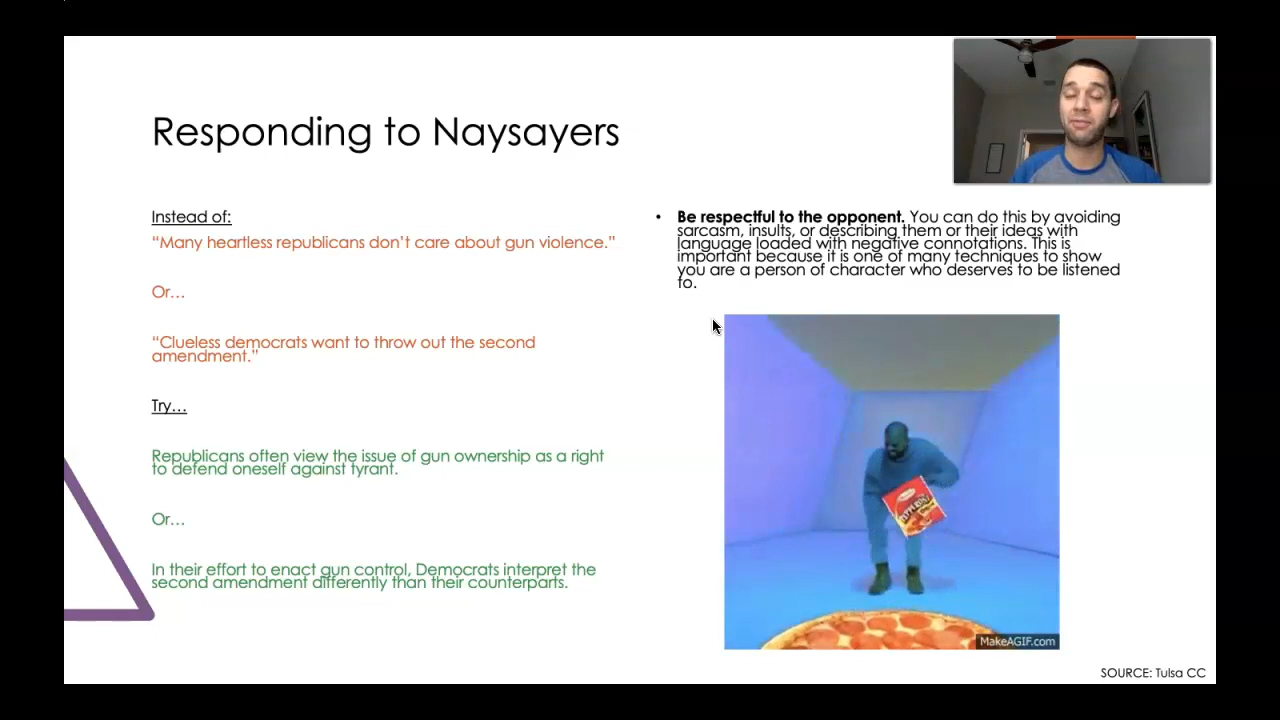 Responding to Naysayers
Instead of:
“Many heartless republicans don’t care about gun violence.”
Or…
“Clueless democrats want to throw out the second
amendment.”
Try…
Republicans often view the issue of gun ownership as a right
to defend oneself against tyrant.
Or…
In their effort to enact gun control, Democrats interpret the
second amendment differently than their counterparts.
• Be respectful to the opponent. You can do this by avoiding
sarcasm, insults, or describing them or their ideas with
language loaded with negative connotations. This is
important because it is one of many techniques to show
you are a person of character who deserves to be listened
to.
PEPPERONI
MakeAGIF.com
SOURCE: Tulsa CC